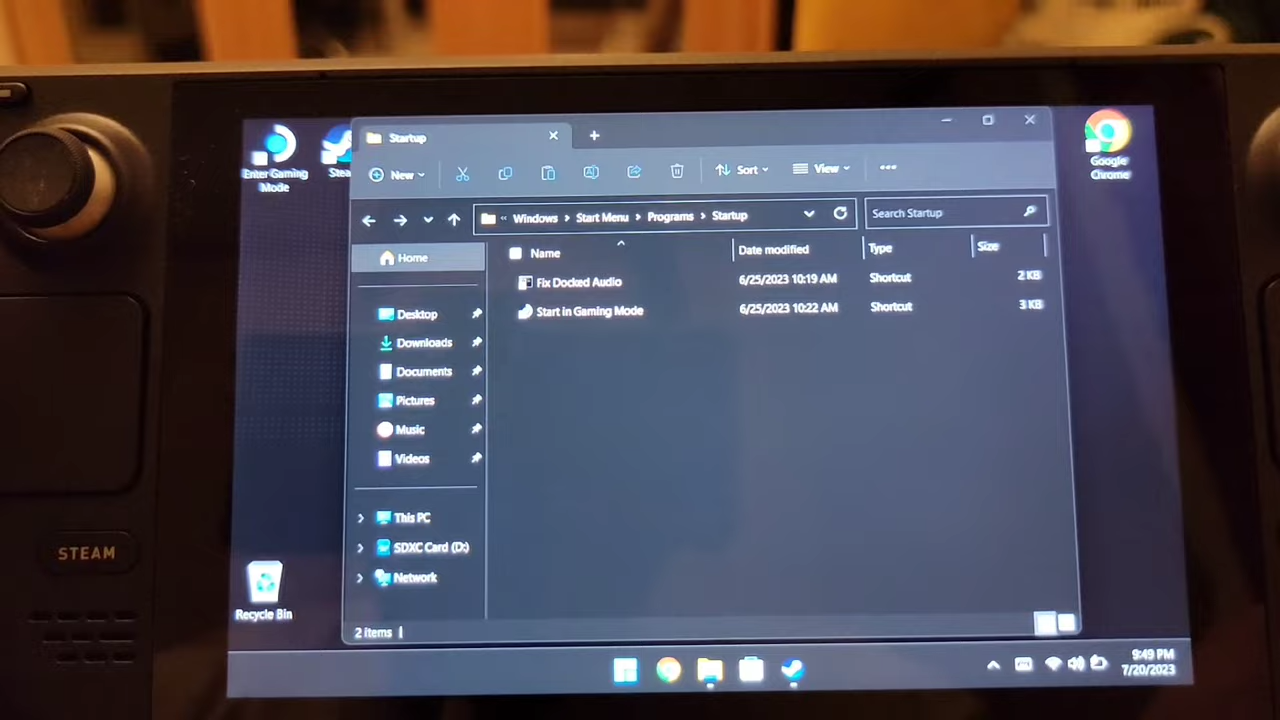 Startup
New
Sort
View
Windows > Start Menu > Programs > Startup
Search Startup
Name
Date modified
Type
Size
Fix Docked Audio
6/25/2023 10:19 AM
Shortcut
2 KB
Start in Gaming Mode
6/25/2023 10:22 AM
Shortcut
3 KB
Home
Desktop
Downloads
Documents
Pictures
Music
Videos
This PC
SDXC Card (D:)
Network
2 items
Enter Gaming
Mode
Google
Chrome
STEAM
Recycle Bin
9:49 PM
7/20/2023